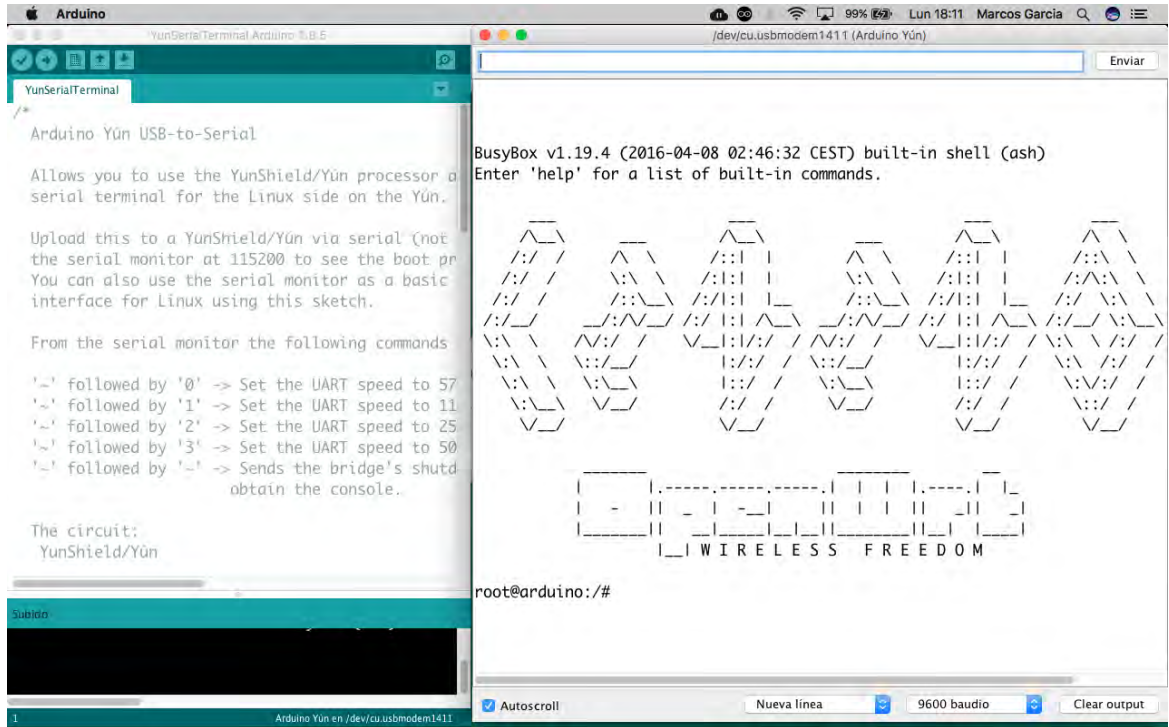 Arduino
99%
Lun 18:11 Marcos Garcia
YunSerialTerminal Arduino 1.8.5
YunSerialTerminal
/*
Arduino Yún USB-to-Serial
Allows you to use the YunShield/Yún processor a
serial terminal for the Linux side on the Yún.
Upload this to a YunShield/Yún via serial (not
the serial monitor at 115200 to see the boot pr
You can also use the serial monitor as a basic
interface for Linux using this sketch.
From the serial monitor the following commands
'~' followed by '0' -> Set the UART speed to 57
'~' followed by '1' -> Set the UART speed to 11
'~' followed by '2' -> Set the UART speed to 25
'~' followed by '3' -> Set the UART speed to 50
'~' followed by '~' -> Sends the bridge's shutd
obtain the console.
The circuit:
YunShield/Yún
Subido
1
Arduino Yún en /dev/cu.usbmodem1411
/dev/cu.usbmodem1411 (Arduino Yún)
Enviar
BusyBox v1.19.4 (2016-04-08 02:46:32 CEST) built-in shell (ash)
Enter 'help' for a list of built-in commands.
W I R E L E S S   F R E E D O M
root@arduino:/#
Autoscroll
Nueva línea
9600 baudio
Clear output